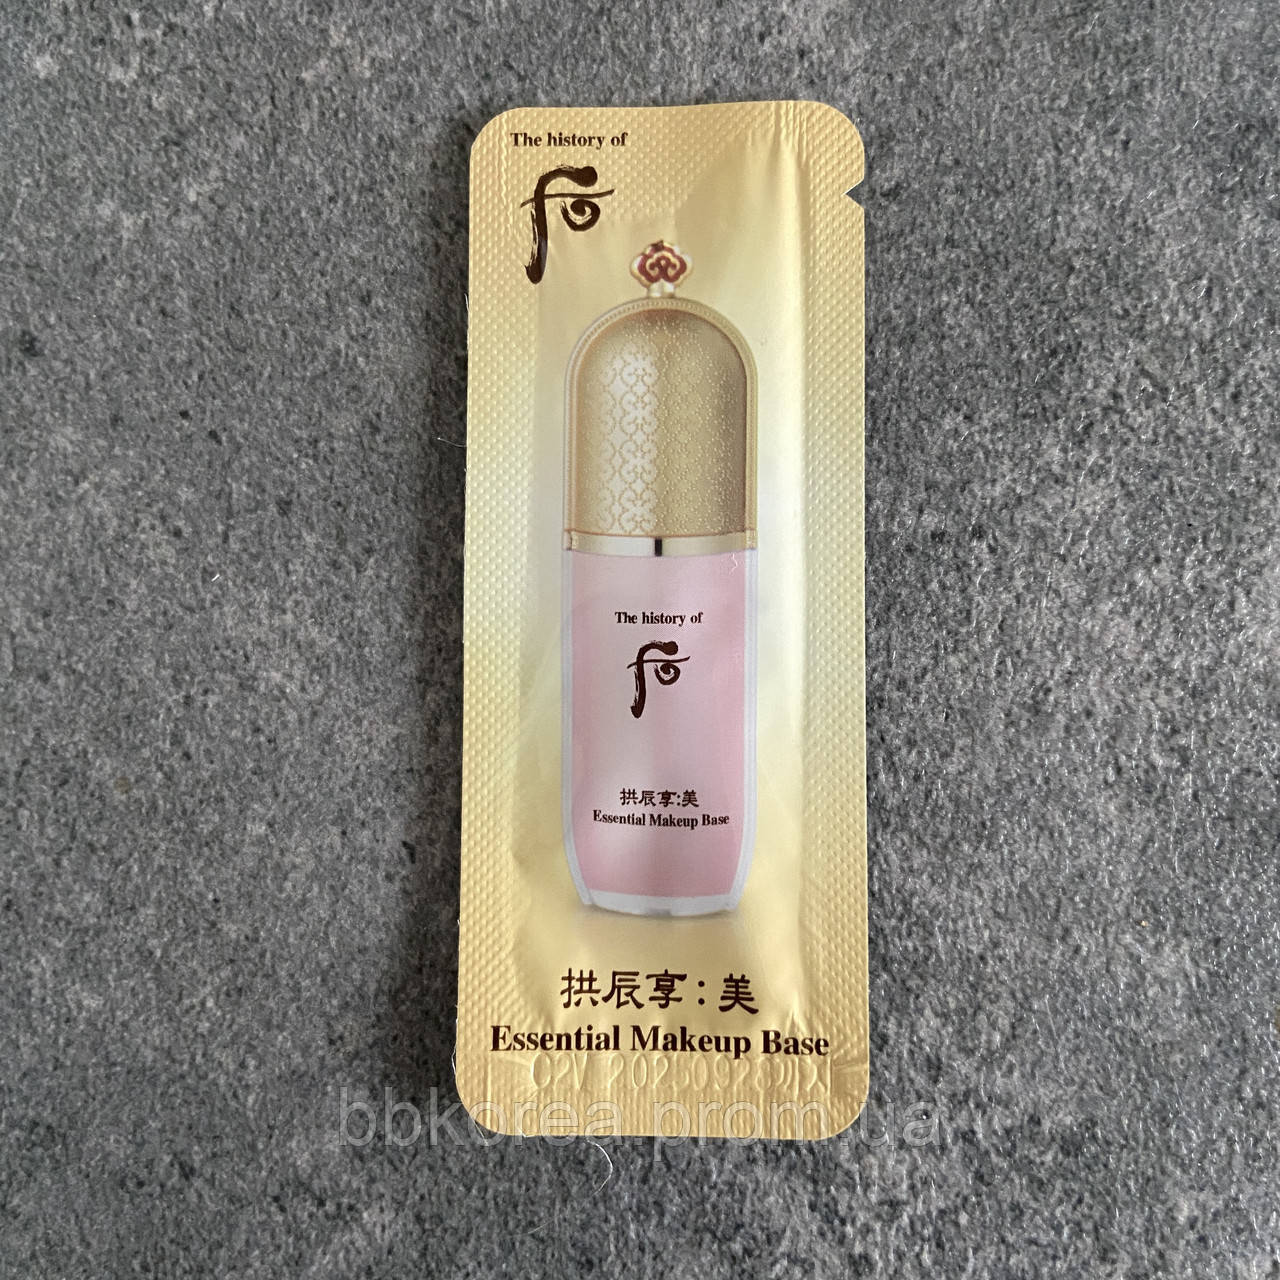 The history of
后
The history of
后
拱辰享:美
Essential Makeup Base
拱辰享:美
Essential Makeup Base
bbkorea.prom.ua